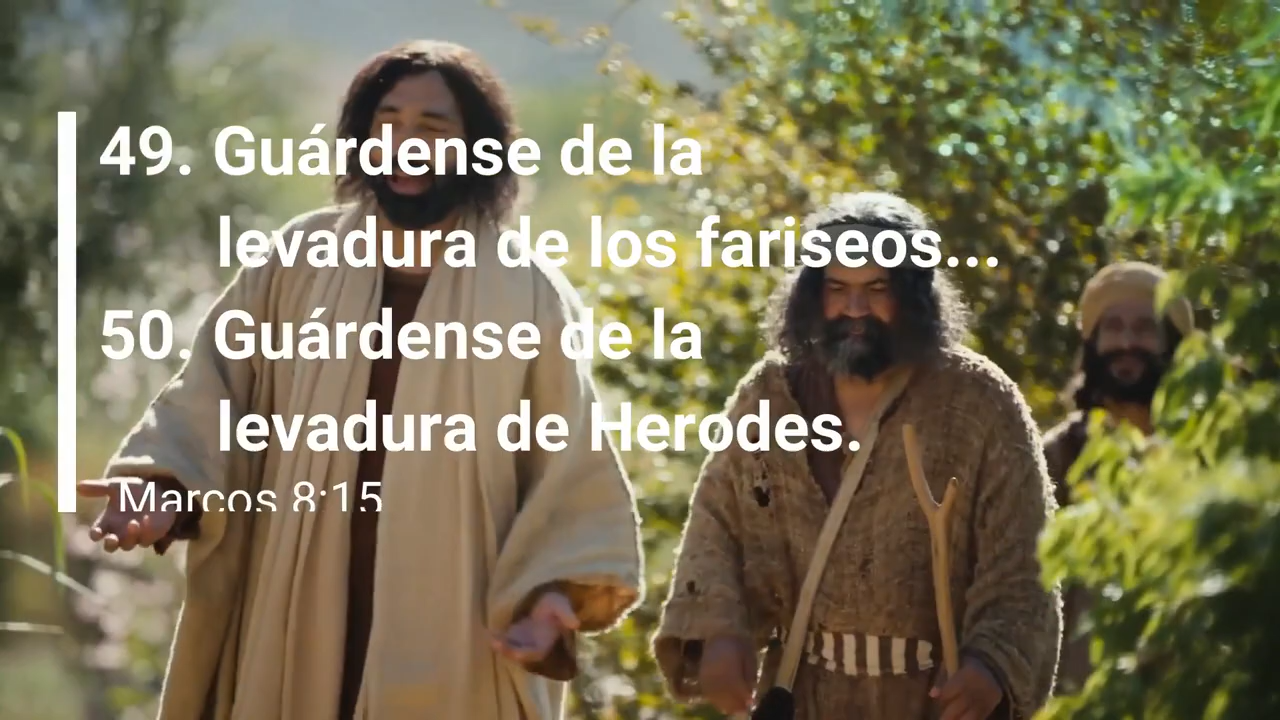 49. Guárdense de la
levadura de los fariseos...
50. Guárdense de la
levadura de Herodes.
Marcos 8:15